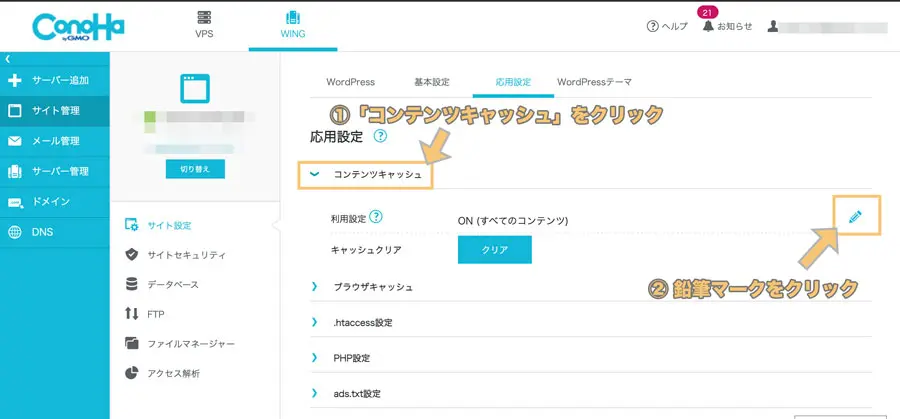 ConoHa
by GMO
VPS
WING
ヘルプ
21
お知らせ
サーバー追加
サイト管理
メール管理
サーバー管理
ドメイン
DNS
切り替え
サイト設定
サイトセキュリティ
データベース
FTP
ファイルマネージャー
アクセス解析
WordPress 基本設定 応用設定 WordPressテーマ
①「コンテンツキャッシュ」をクリック
応用設定 ?
コンテンツキャッシュ
利用設定 ? ON (すべてのコンテンツ)
キャッシュクリア クリア
② 鉛筆マークをクリック
ブラウザキャッシュ
.htaccess設定
PHP設定
ads.txt設定